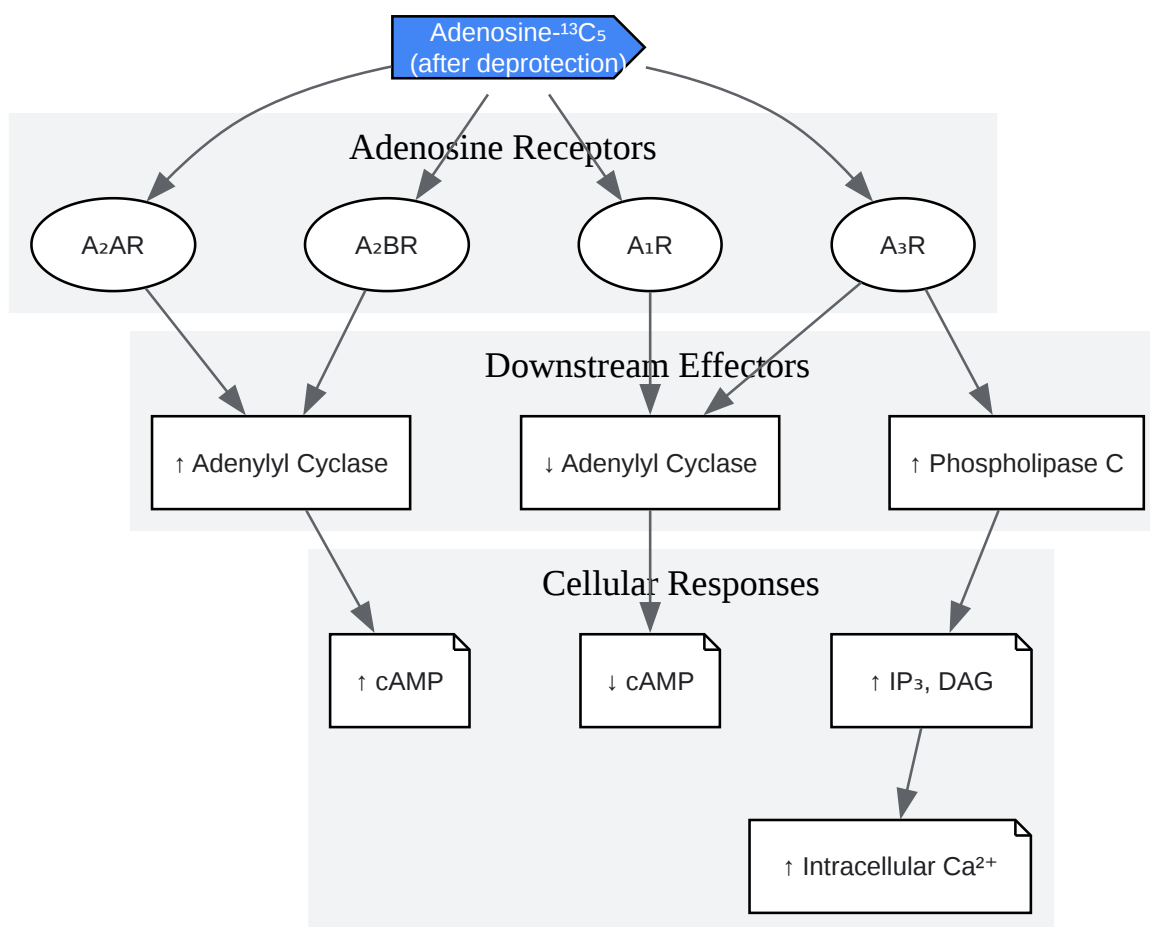 Adenosine-¹³C₅
(after deprotection)
Adenosine Receptors
A₂AR
A₂BR
A₁R
A₃R
Downstream Effectors
↑ Adenylyl Cyclase
↓ Adenylyl Cyclase
↑ Phospholipase C
Cellular Responses
↑ cAMP
↓ cAMP
↑ IP₃, DAG
↑ Intracellular Ca²⁺